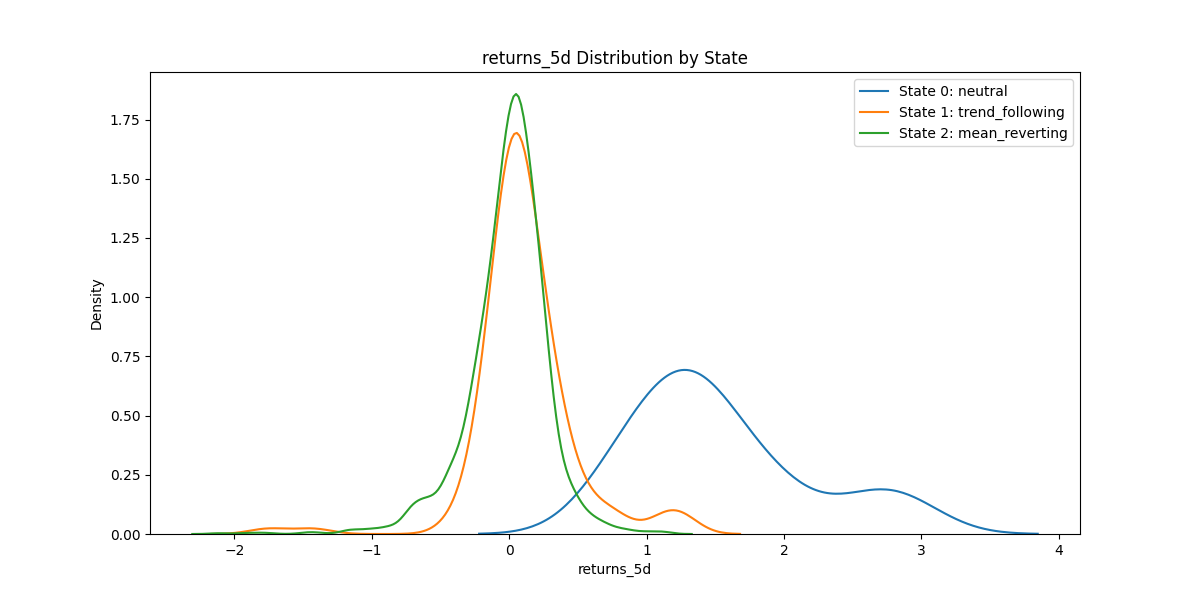 returns_5d Distribution by State
State 0: neutral
State 1: trend_following
State 2: mean_reverting
Density
1.75
1.50
1.25
1.00
0.75
0.50
0.25
0.00
−2 −1 0 1 2 3 4
returns_5d